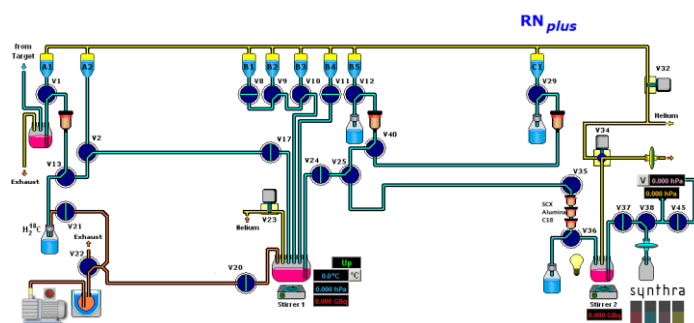 RN plus
from
Target
A1
A2
B1
B2
B3
B4
B5
C1
V1
V8
V9
V10
V11
V12
V29
V32
Helium
V2
V17
V40
V34
V13
V24
V25
V35
Exhaust
SCX
Alumina
C18
V 0.000 hPa
0.000 hPa
V21
V23
V36
V37
V38
V45
H₂¹⁸C
Exhaust
Helium
V22
V20
Up
0.0°C °C
0.000 hPa
0.000 GBq
Stirrer 1
Stirrer 2
0.000 GBq
synthra